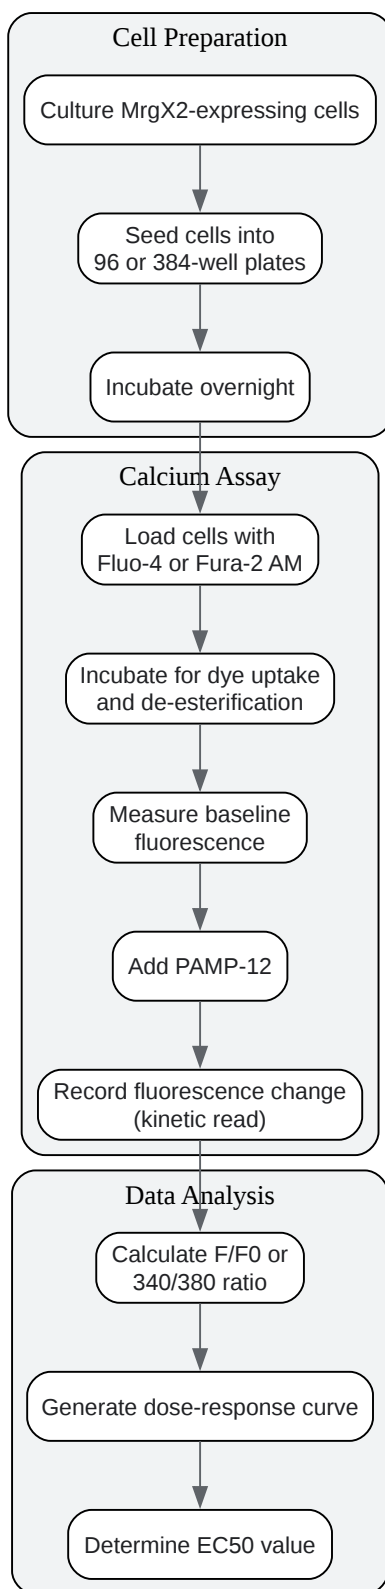 Cell Preparation
Culture MrgX2-expressing cells
Seed cells into
96 or 384-well plates
Incubate overnight
Calcium Assay
Load cells with
Fluo-4 or Fura-2 AM
Incubate for dye uptake
and de-esterification
Measure baseline
fluorescence
Add PAMP-12
Record fluorescence change
(kinetic read)
Data Analysis
Calculate F/F0 or
340/380 ratio
Generate dose-response curve
Determine EC50 value